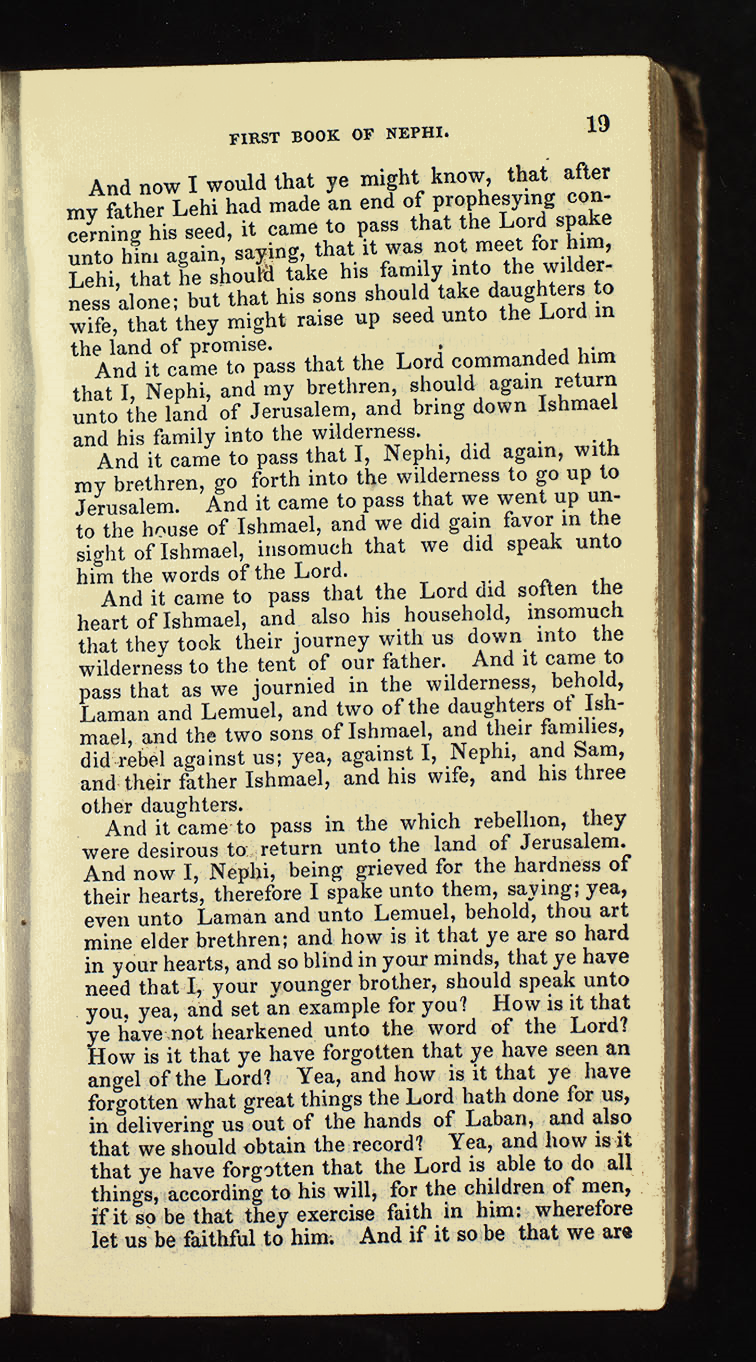 FIRST BOOK OF NEPHI. 19
And now I would that ye might know, that after
my father Lehi had made an end of prophesying con-
cerning his seed, it came to pass that the Lord spake
unto him again, saying, that it was not meet for him,
Lehi, that he should take his family into the wilder-
ness alone; but that his sons should take daughters to
wife, that they might raise up seed unto the Lord in
the land of promise.
And it came to pass that the Lord commanded him
that I, Nephi, and my brethren, should again return
unto the land of Jerusalem, and bring down Ishmael
and his family into the wilderness.
And it came to pass that I, Nephi, did again, with
my brethren, go forth into the wilderness to go up to
Jerusalem. And it came to pass that we went up un-
to the house of Ishmael, and we did gain favor in the
sight of Ishmael, insomuch that we did speak unto
him the words of the Lord.
And it came to pass that the Lord did soften the
heart of Ishmael, and also his household, insomuch
that they took their journey with us down into the
wilderness to the tent of our father. And it came to
pass that as we journied in the wilderness, behold,
Laman and Lemuel, and two of the daughters of Ish-
mael, and the two sons of Ishmael, and their families,
did rebel against us; yea, against I, Nephi, and Sam,
and their father Ishmael, and his wife, and his three
other daughters.
And it came to pass in the which rebellion, they
were desirous to return unto the land of Jerusalem.
And now I, Nephi, being grieved for the hardness of
their hearts, therefore I spake unto them, saying; yea,
even unto Laman and unto Lemuel, behold, thou art
mine elder brethren; and how is it that ye are so hard
in your hearts, and so blind in your minds, that ye have
need that I, your younger brother, should speak unto
you, yea, and set an example for you? How is it that
ye have not hearkened unto the word of the Lord?
How is it that ye have forgotten that ye have seen an
angel of the Lord? Yea, and how is it that ye have
forgotten what great things the Lord hath done for us,
in delivering us out of the hands of Laban, and also
that we should obtain the record? Yea, and how is it
that ye have forgotten that the Lord is able to do all
things, according to his will, for the children of men,
if it so be that they exercise faith in him: wherefore
let us be faithful to him. And if it so be that we are